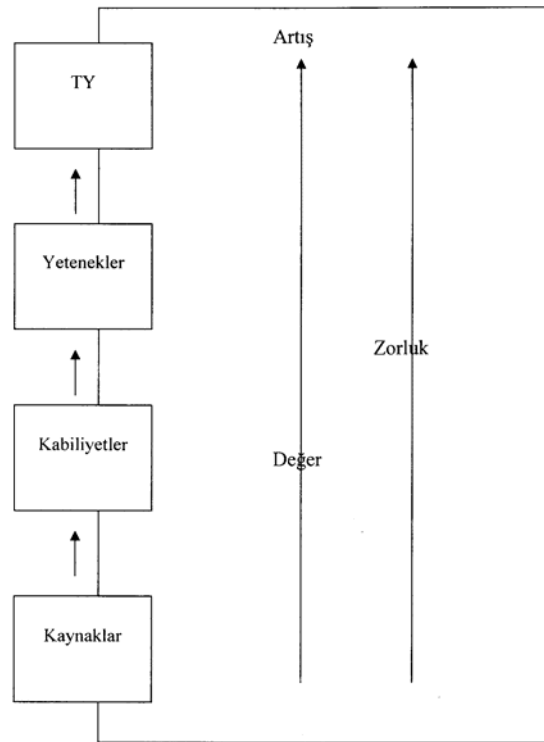 Artış
TY
Yetenekler
Zorluk
Kabiliyetler
Değer
Kaynaklar